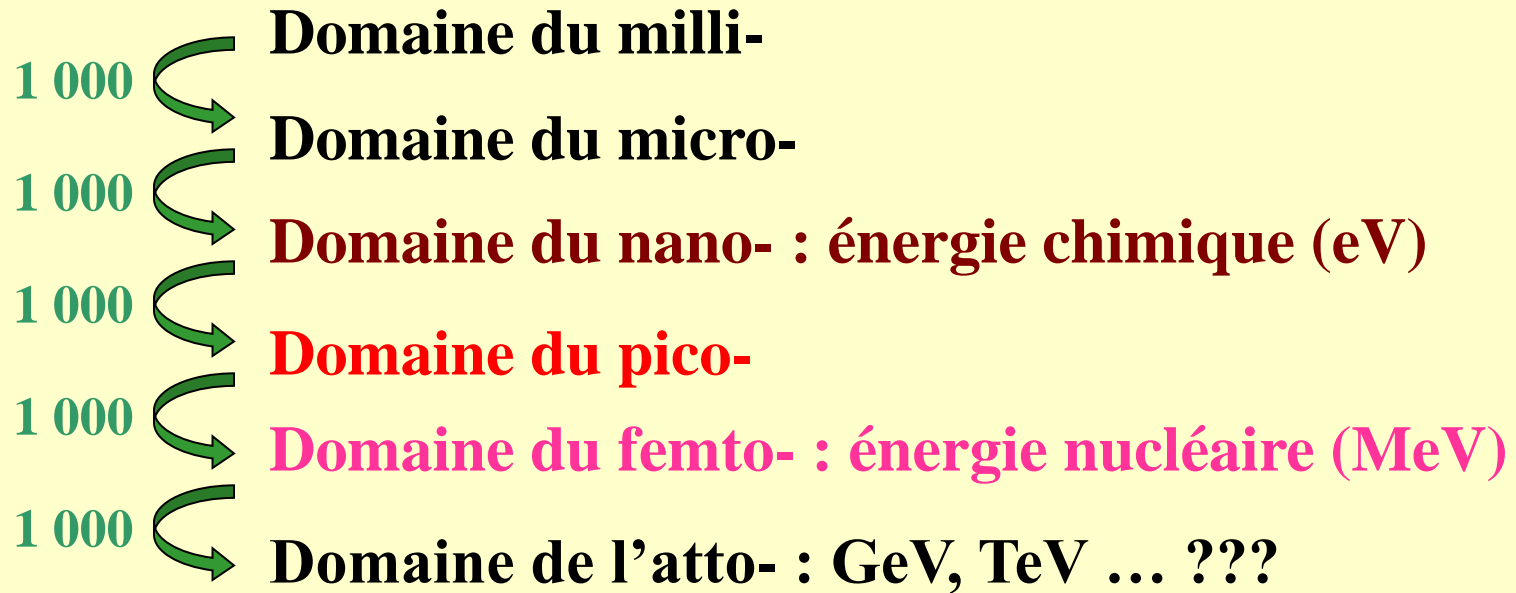 Domaine du milli-
1 000
Domaine du micro-
1 000
Domaine du nano- : énergie chimique (eV)
1 000
Domaine du pico-
1 000
Domaine du femto- : énergie nucléaire (MeV)
1 000
Domaine de l’atto- : GeV, TeV … ???